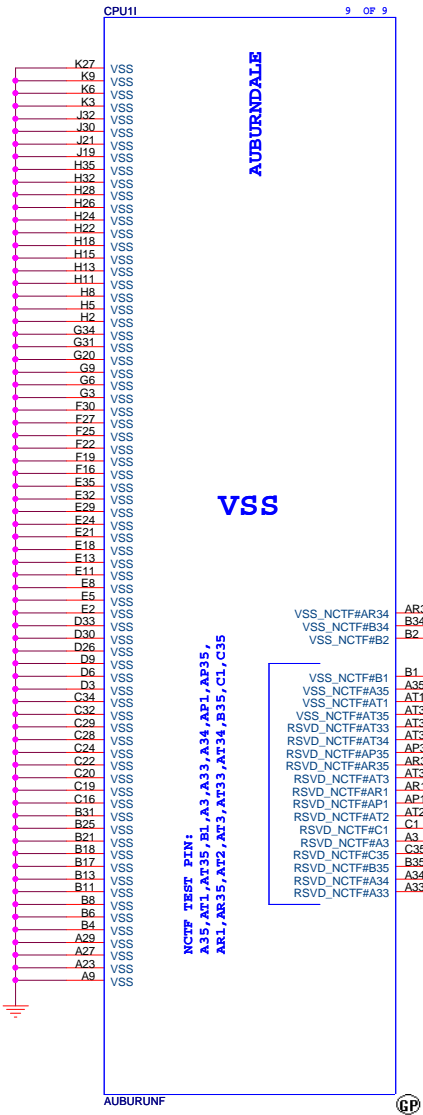 CPU1I
9 OF 9
AUBURNDALE
K27 VSS
K9 VSS
K6 VSS
K3 VSS
J32 VSS
J30 VSS
J21 VSS
J19 VSS
H35 VSS
H32 VSS
H28 VSS
H26 VSS
H24 VSS
H22 VSS
H18 VSS
H15 VSS
H13 VSS
H11 VSS
H8 VSS
H5 VSS
H2 VSS
G34 VSS
G31 VSS
G20 VSS
G9 VSS
G6 VSS
G3 VSS
F30 VSS
F27 VSS
F25 VSS
F22 VSS
F19 VSS
F16 VSS
E35 VSS
E32 VSS
E29 VSS
E24 VSS
E21 VSS
E18 VSS
E13 VSS
E11 VSS
E8 VSS
E5 VSS
E2 VSS
D33 VSS
D30 VSS
D26 VSS
D9 VSS
D6 VSS
D3 VSS
C34 VSS
C32 VSS
C29 VSS
C28 VSS
C24 VSS
C22 VSS
C20 VSS
C19 VSS
C16 VSS
B31 VSS
B25 VSS
B21 VSS
B18 VSS
B17 VSS
B13 VSS
B11 VSS
B8 VSS
B6 VSS
B4 VSS
A29 VSS
A27 VSS
A23 VSS
A9 VSS
VSS
NCTF TEST PIN:
A35,AT1,AT35,B1,A3,A33,A34,AP1,AP35,
AR1,AR35,AT2,AT3,AT33,AT34,B35,C1,C35
VSS_NCTF#AR34 AR3
VSS_NCTF#B34 B34
VSS_NCTF#B2 B2
VSS_NCTF#B1 B1
VSS_NCTF#A35 A35
VSS_NCTF#AT1 AT1
VSS_NCTF#AT35 AT3
RSVD_NCTF#AT33 AT3
RSVD_NCTF#AT34 AT3
RSVD_NCTF#AP35 AP3
RSVD_NCTF#AR35 AR3
RSVD_NCTF#AT3 AT3
RSVD_NCTF#AR1 AR1
RSVD_NCTF#AP1 AP1
RSVD_NCTF#AT2 AT2
RSVD_NCTF#C1 C1
RSVD_NCTF#A3 A3
RSVD_NCTF#C35 C35
RSVD_NCTF#B35 B35
RSVD_NCTF#A34 A34
RSVD_NCTF#A33 A33
AUBURUNF
GP